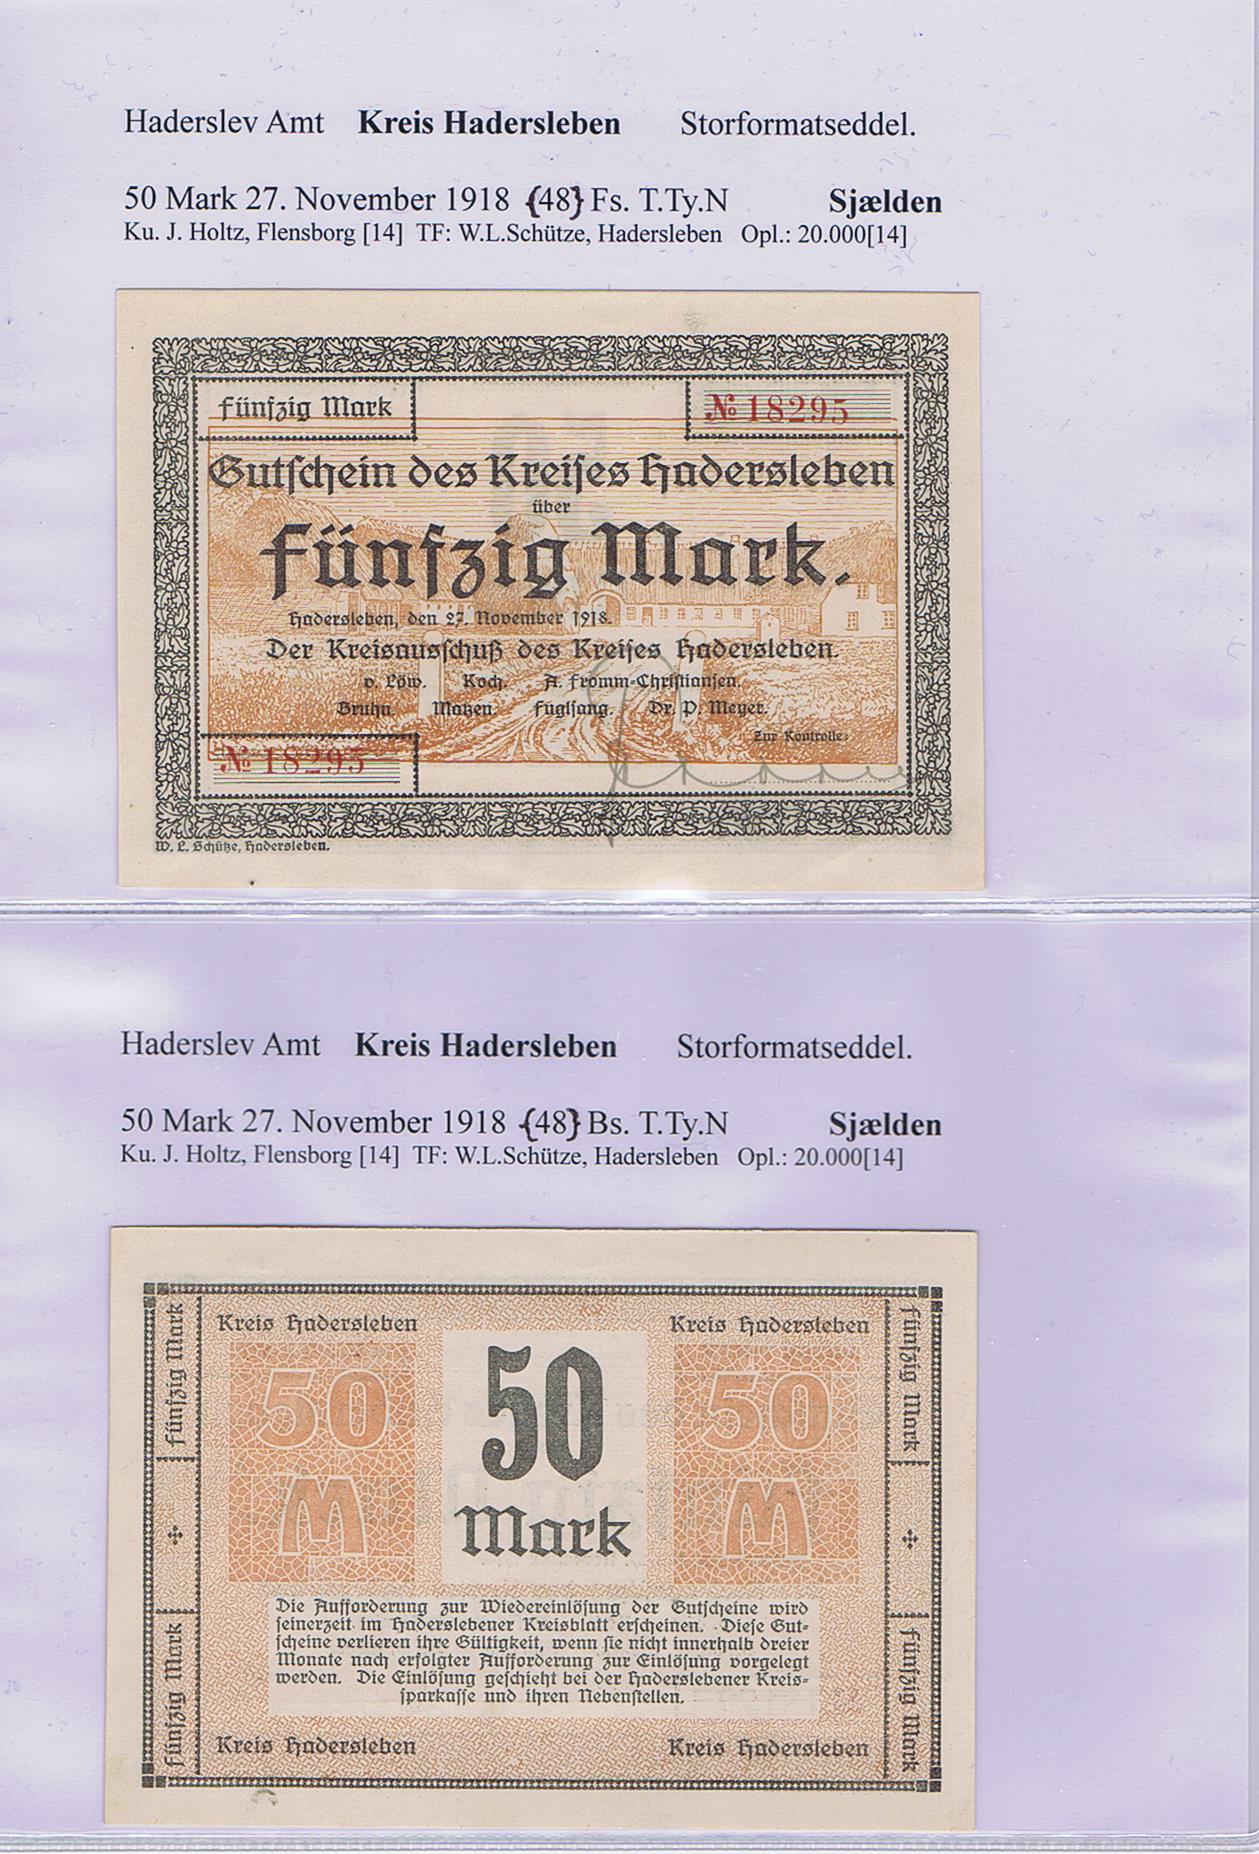 Haderslev Amt Kreis Hadersleben Storformatseddel.
50 Mark 27. November 1918 {48} Fs. T.Ty.N Sjælden
Ku. J. Holtz, Flensborg [14] TF: W.L.Schütze, Hadersleben Opl.: 20.000[14]
Fünfzig Mark № 18295
Gutschein des Kreises Hadersleben
über
Fünfzig Mark.
Hadersleben, den 27. November 1918.
Der Kreisausschuß des Kreises Hadersleben.
v. Löw. Koch. A. Fromm-Christiansen.
Bruhn. Matzen. Fuglsang. Dr. P. Meyer.
Zur Kontrolle:
№ 18295
W. L. Schütze, Hadersleben.
Haderslev Amt Kreis Hadersleben Storformatseddel.
50 Mark 27. November 1918 {48} Bs. T.Ty.N Sjælden
Ku. J. Holtz, Flensborg [14] TF: W.L.Schütze, Hadersleben Opl.: 20.000[14]
Kreis Hadersleben Kreis Hadersleben
Fünfzig Mark Fünfzig Mark
50 50 50
M Mark M
Die Aufforderung zur Wiedereinlösung der Gutscheine wird
seinerzeit im Haderslebener Kreisblatt erscheinen. Diese Gut-
scheine verlieren ihre Gültigkeit, wenn sie nicht innerhalb dreier
Monate nach erfolgter Aufforderung zur Einlösung vorgelegt
werden. Die Einlösung geschieht bei der Haderslebener Kreis-
sparkasse und ihren Nebenstellen.
Fünfzig Mark Fünfzig Mark
Kreis Hadersleben Kreis Hadersleben